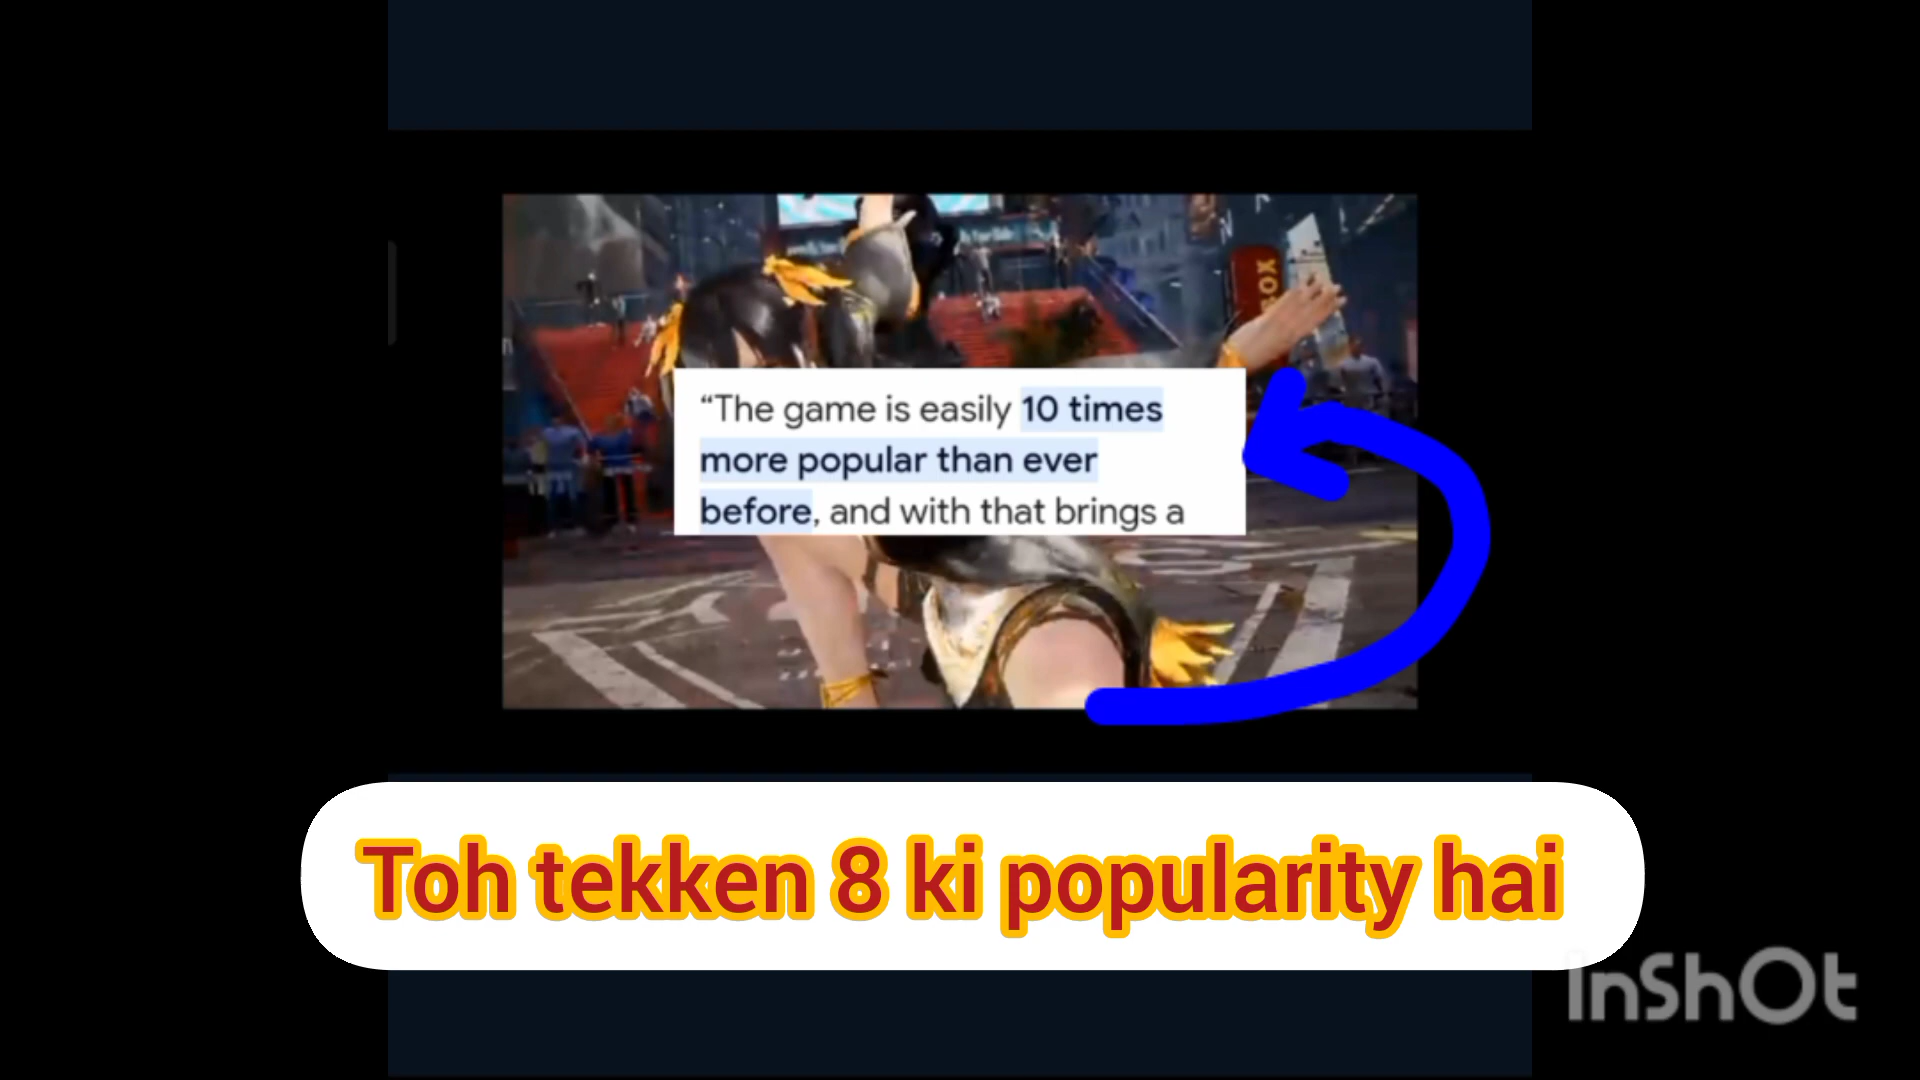 BOX
“The game is easily 10 times
more popular than ever
before, and with that brings a
Toh tekken 8 ki popularity hai
InShOt